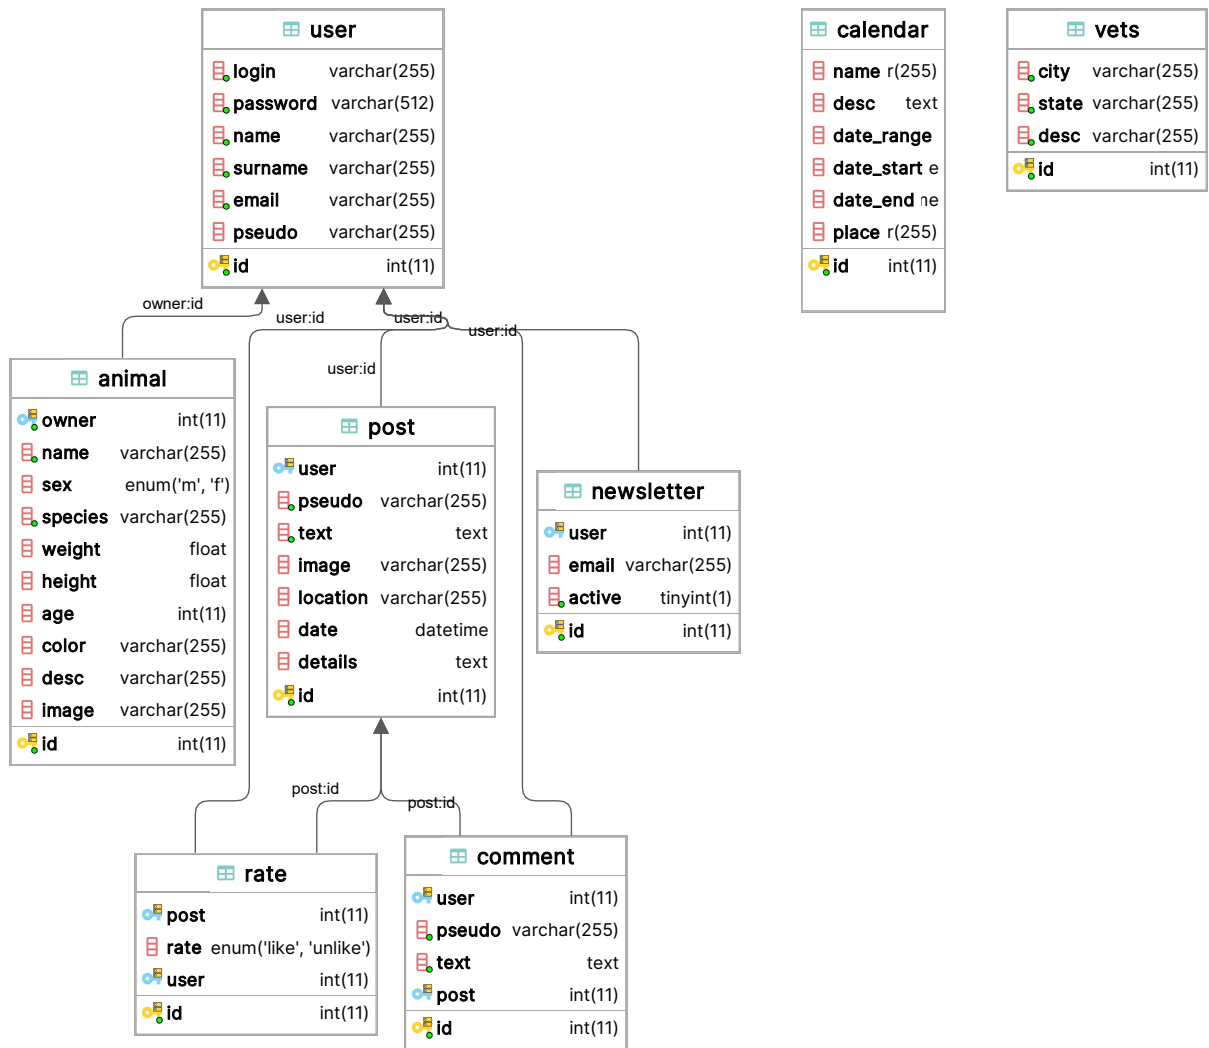 user
login varchar(255)
password varchar(512)
name varchar(255)
surname varchar(255)
email varchar(255)
pseudo varchar(255)
id int(11)
calendar
name r(255)
desc text
date_range
date_start e
date_end ne
place r(255)
id int(11)
vets
city varchar(255)
state varchar(255)
desc varchar(255)
id int(11)
owner:id
user:id
user:id
user:id
user:id
animal
owner int(11)
name varchar(255)
sex enum('m', 'f')
species varchar(255)
weight float
height float
age int(11)
color varchar(255)
desc varchar(255)
image varchar(255)
id int(11)
post
user int(11)
pseudo varchar(255)
text text
image varchar(255)
location varchar(255)
date datetime
details text
id int(11)
newsletter
user int(11)
email varchar(255)
active tinyint(1)
id int(11)
post:id
post:id
rate
post int(11)
rate enum('like', 'unlike')
user int(11)
id int(11)
comment
user int(11)
pseudo varchar(255)
text text
post int(11)
id int(11)